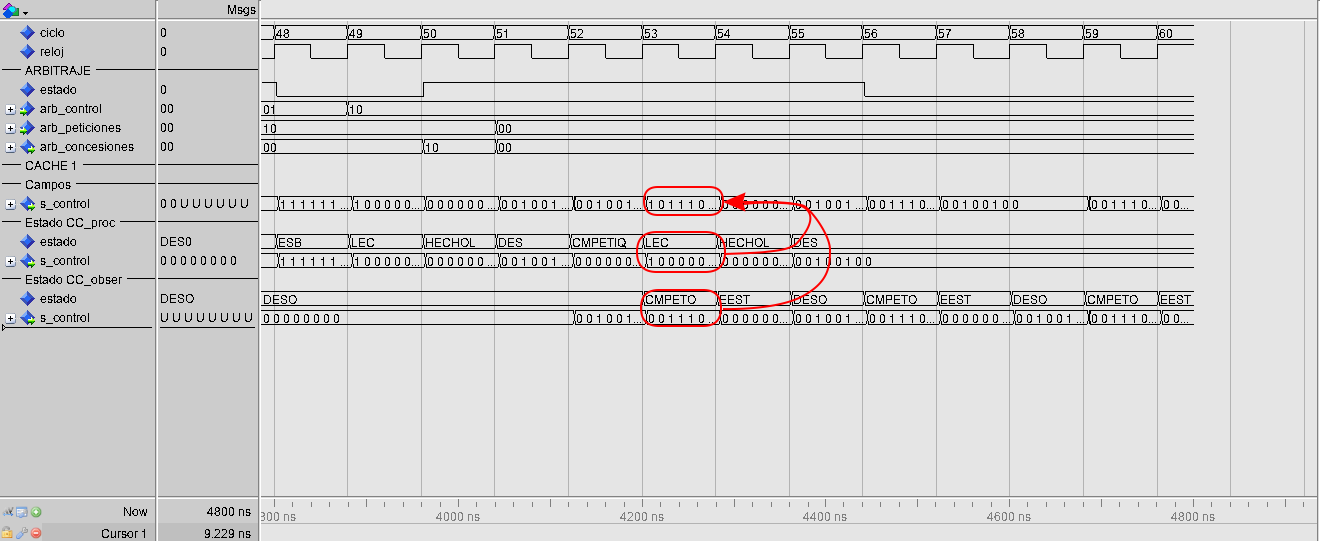 Msgs
ciclo 0 48 49 50 51 52 53 54 55 56 57 58 59 60
reloj 0
ARBITRAJE
estado 0
arb_control 00 01 10
arb_peticiones 00 10 00
arb_concesiones 00 00 10 00
CACHE 1
Campos
s_control 0 0 U U U U U U 1 1 1 1 1 1 ... 1 0 0 0 0 0... 0 0 0 0 0 0... 0 0 1 0 0 1... 0 0 1 0 0 1... 1 0 1 1 1 0 ... 0 0 0 0 0 0... 0 0 1 0 0 1... 0 0 1 1 1 0... 0 0 1 0 0 1 0 0 0 0 1 1 1 0... 0 0...
Estado CC_proc
estado DES0 ESB LEC HECHOL DES CMPETIQ LEC HECHOL DES
s_control 0 0 0 0 0 0 0 0 1 1 1 1 1 1 ... 1 0 0 0 0 0... 0 0 0 0 0 0... 0 0 1 0 0 1... 0 0 0 0 0 0... 1 0 0 0 0 0... 0 0 0 0 0 0... 0 0 1 0 1 0 0
Estado CC_obser
estado DESO DESO CMPETO EEST DESO CMPETO EEST DESO CMPETO EEST
s_control U U U U U U U U 0 0 0 0 0 0 0 0 0 0 1 0 0 1... 0 0 1 1 1 0 ... 0 0 0 0 0 0... 0 0 1 0 0 1... 0 0 1 1 1 0... 0 0 0 0 0 0... 0 0 1 0 0 1... 0 0 1 1 1 0... 0 0...
Now 4800 ns 4000 ns 4200 ns 4400 ns 4600 ns 4800 ns
Cursor 1 9.229 ns